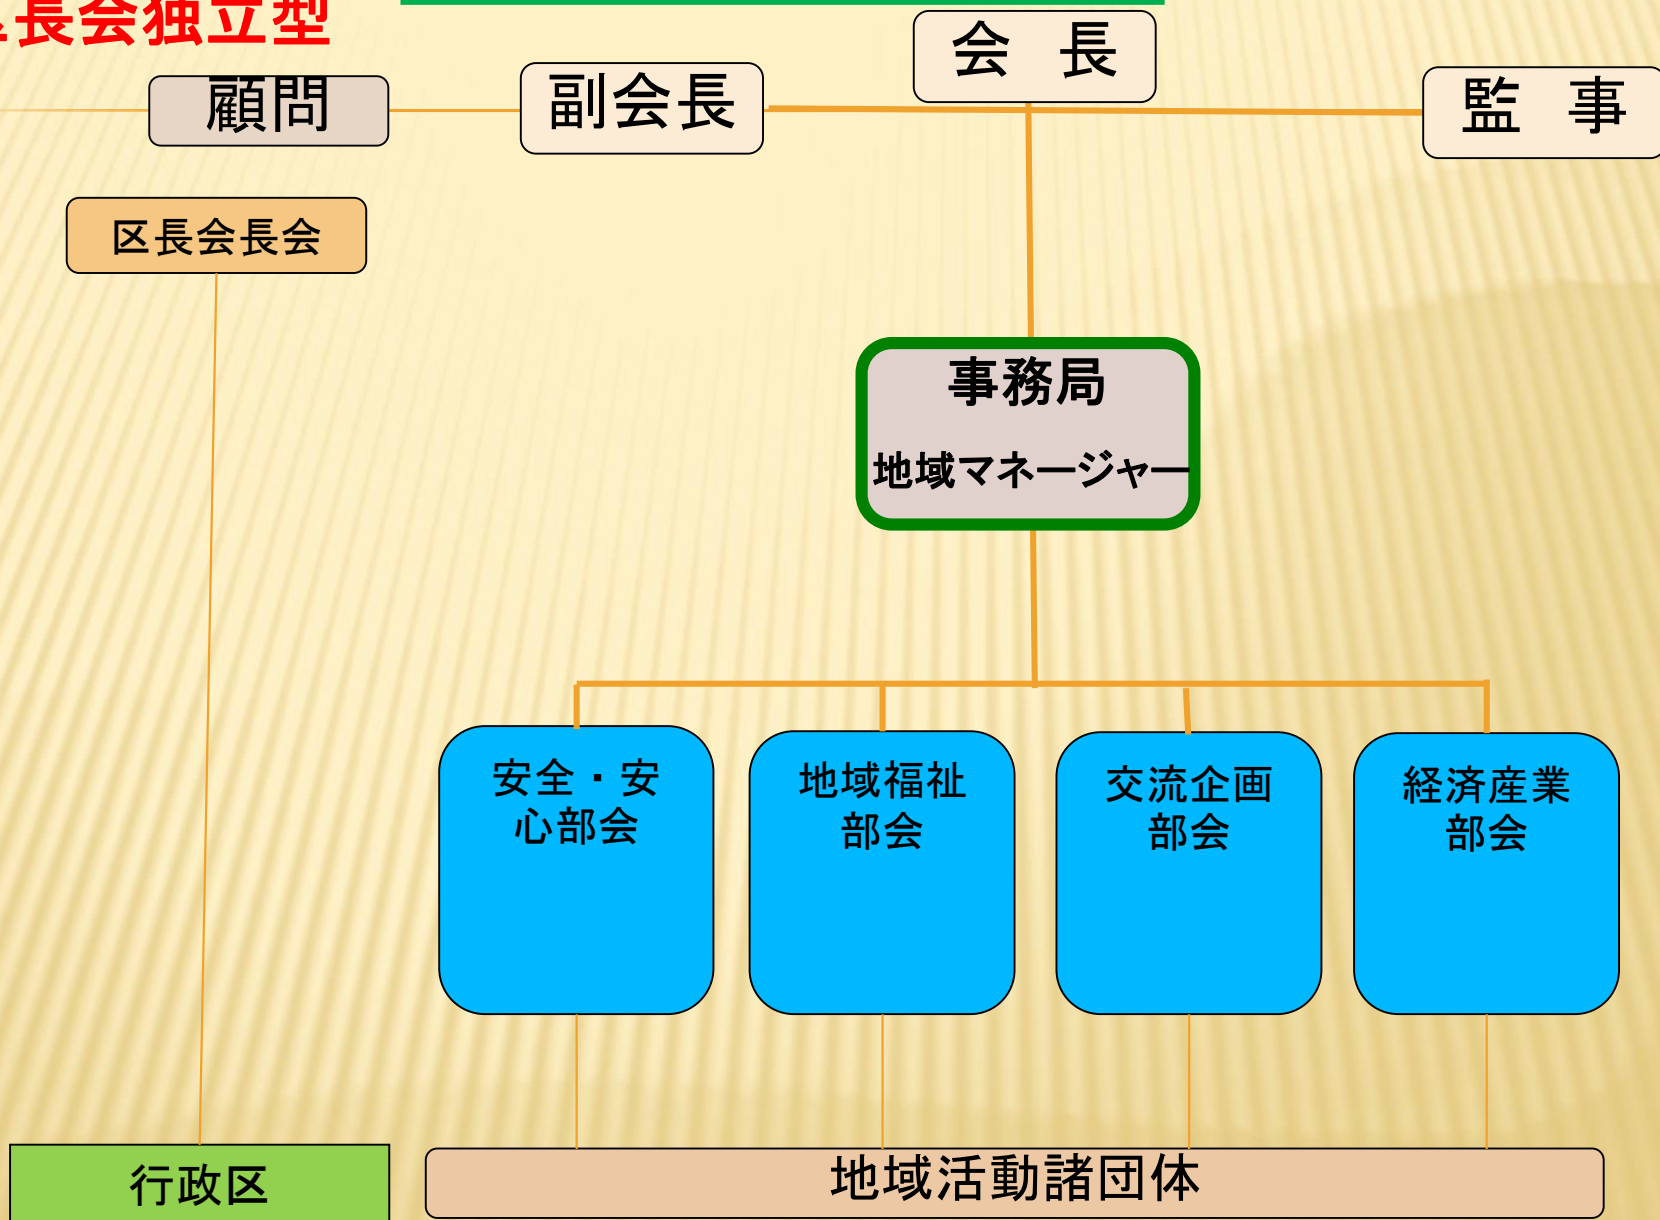 区長会独立型
会 長
顧問
副会長
監 事
区長会長会
事務局
地域マネージャー
安全・安
心部会
地域福祉
部会
交流企画
部会
経済産業
部会
行政区
地域活動諸団体